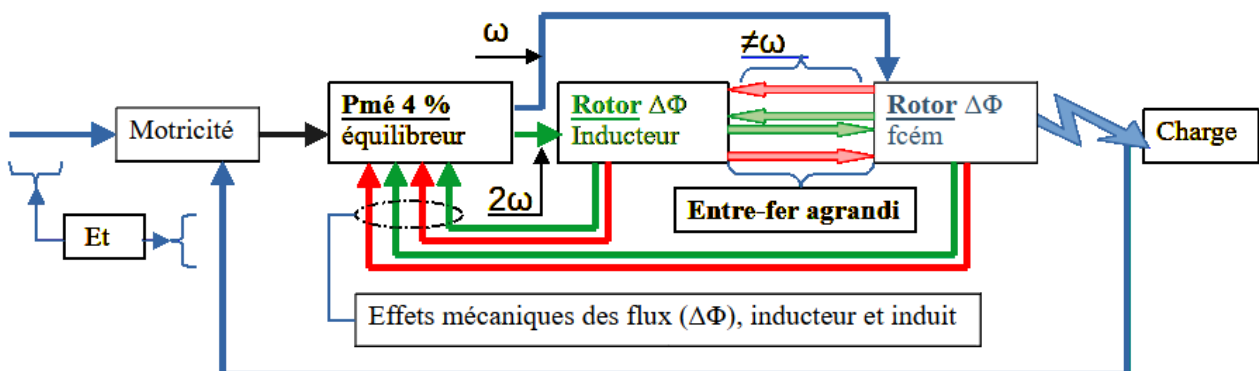 ω
≠ω
Motricité
Pmé 4 %
équilibreur
Rotor ΔΦ
Inducteur
Rotor ΔΦ
fcém
Charge
2ω
Entre-fer agrandi
Et
Effets mécaniques des flux (ΔΦ), inducteur et induit